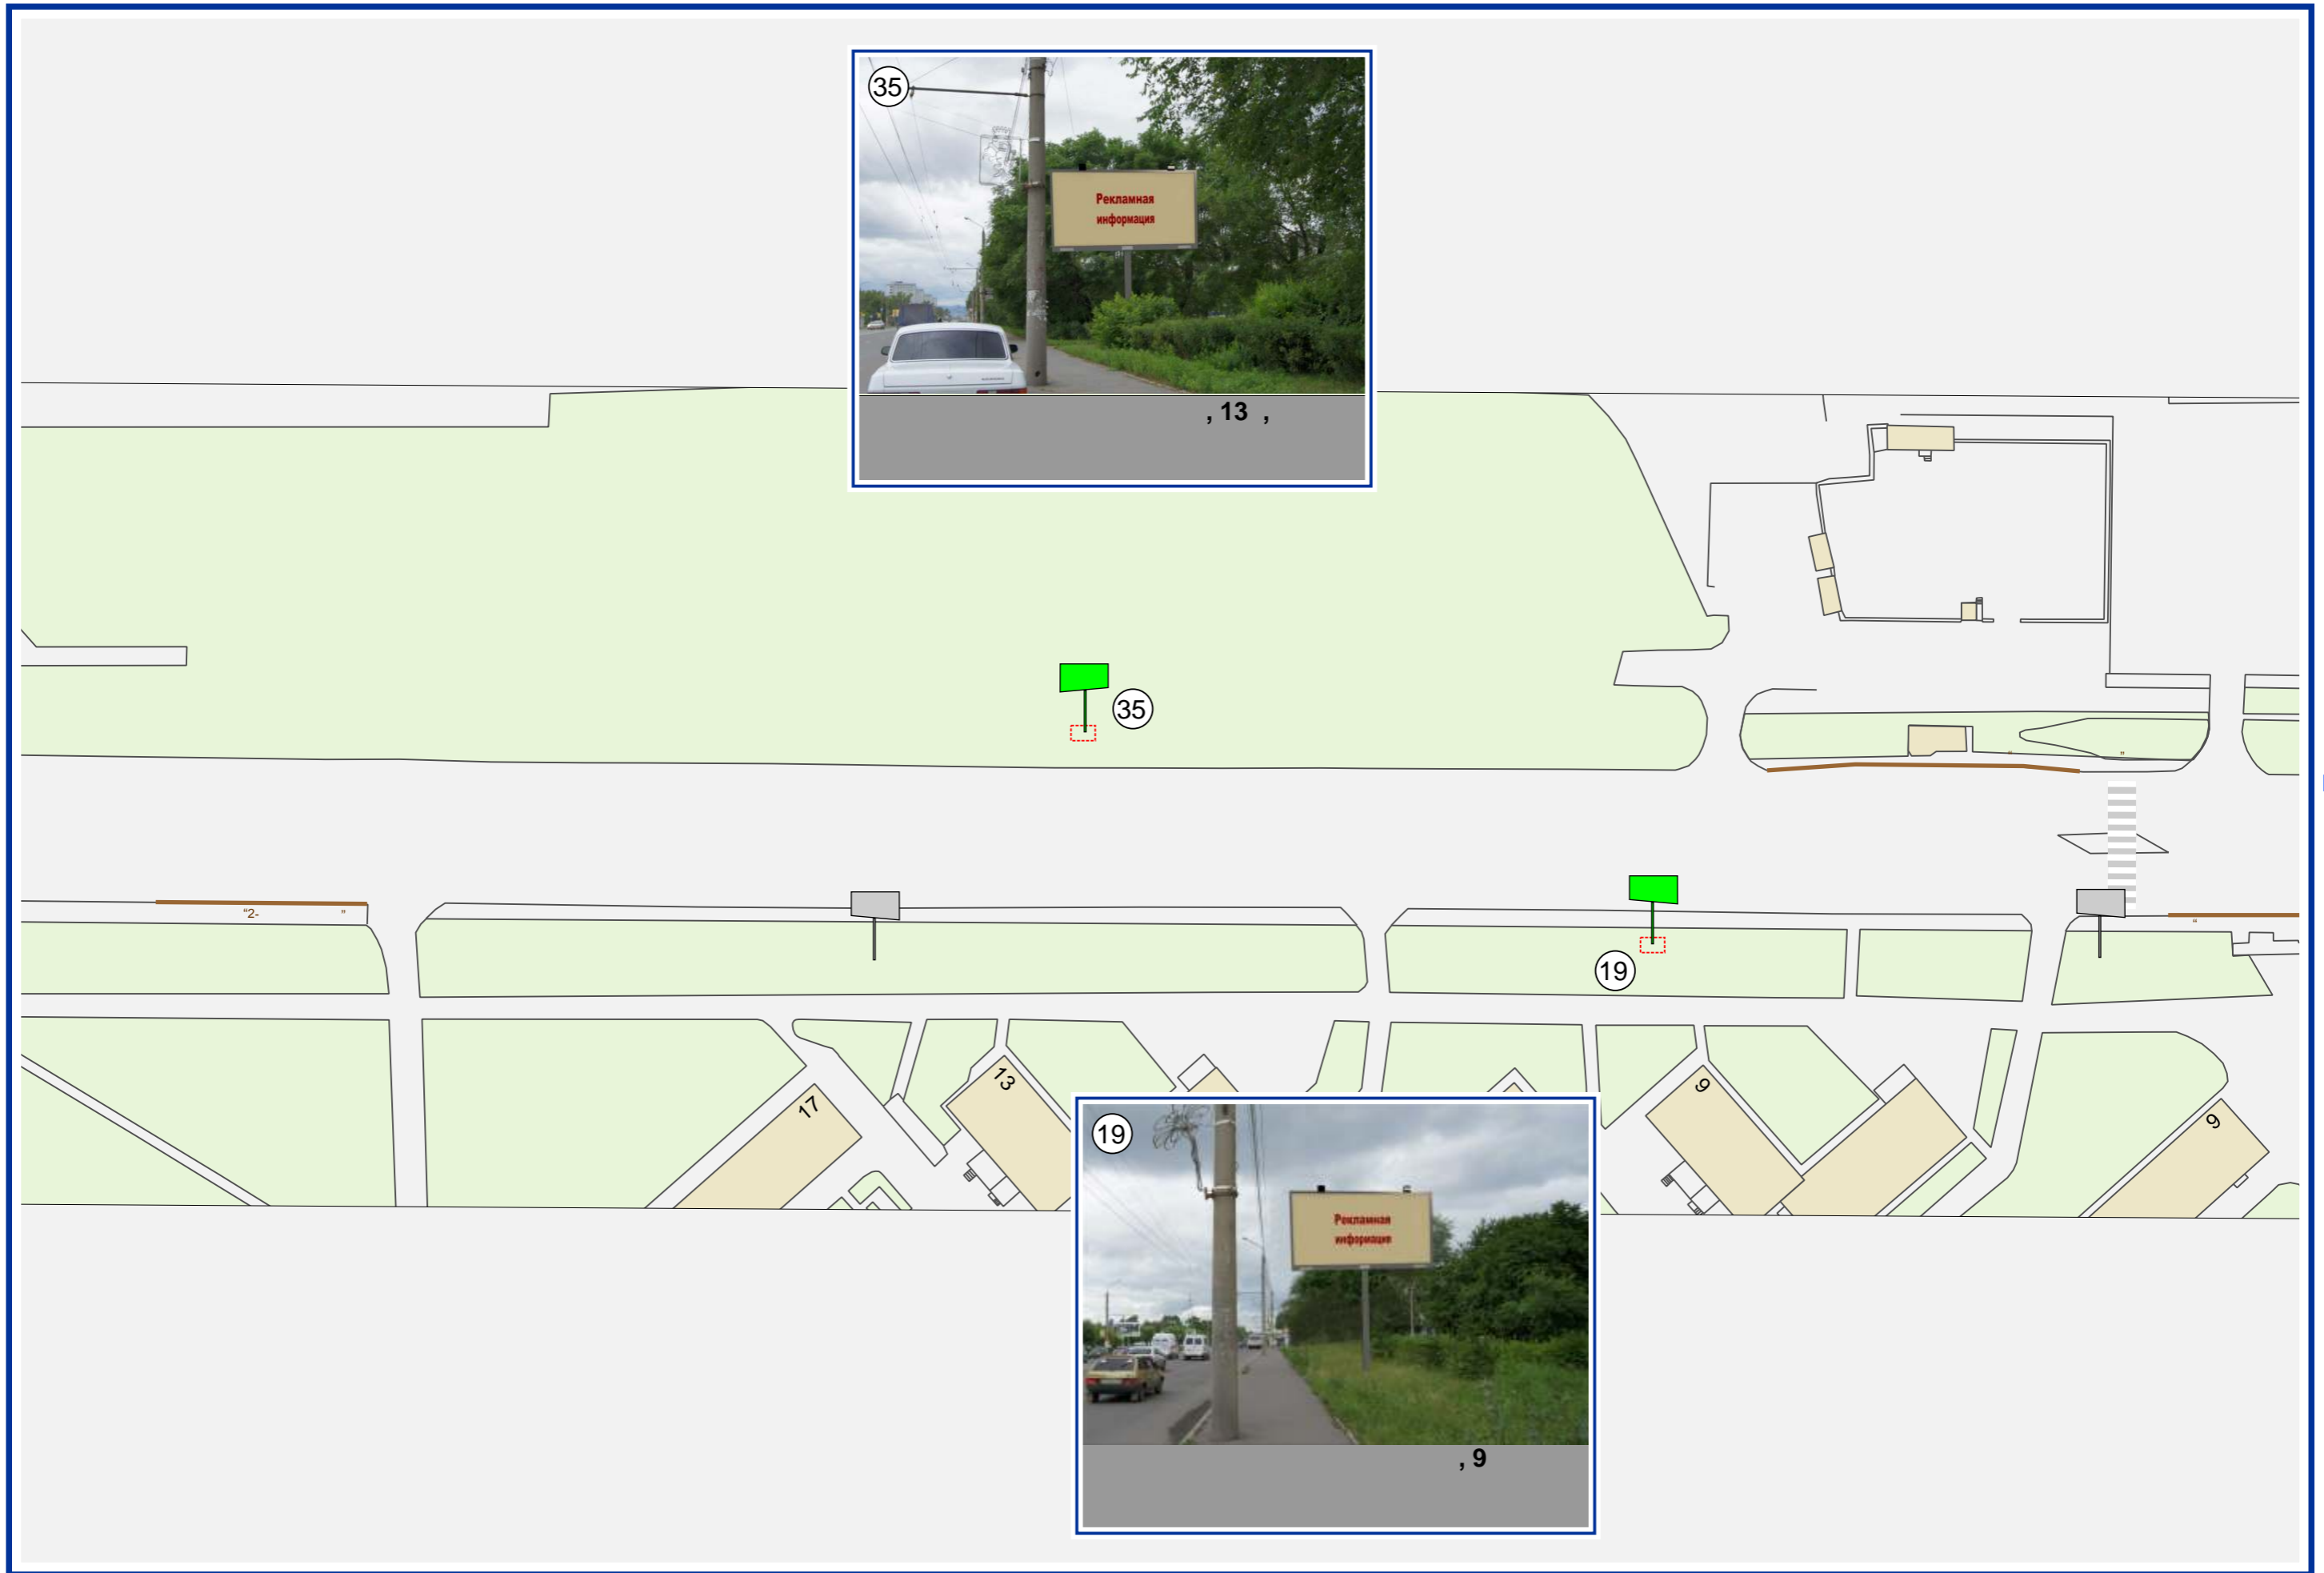 35
Рекламная
информация
, 13 ,
35
“ ”
“2- ”
“
19
17
13
9
9
19
Рекламная
информация
, 9